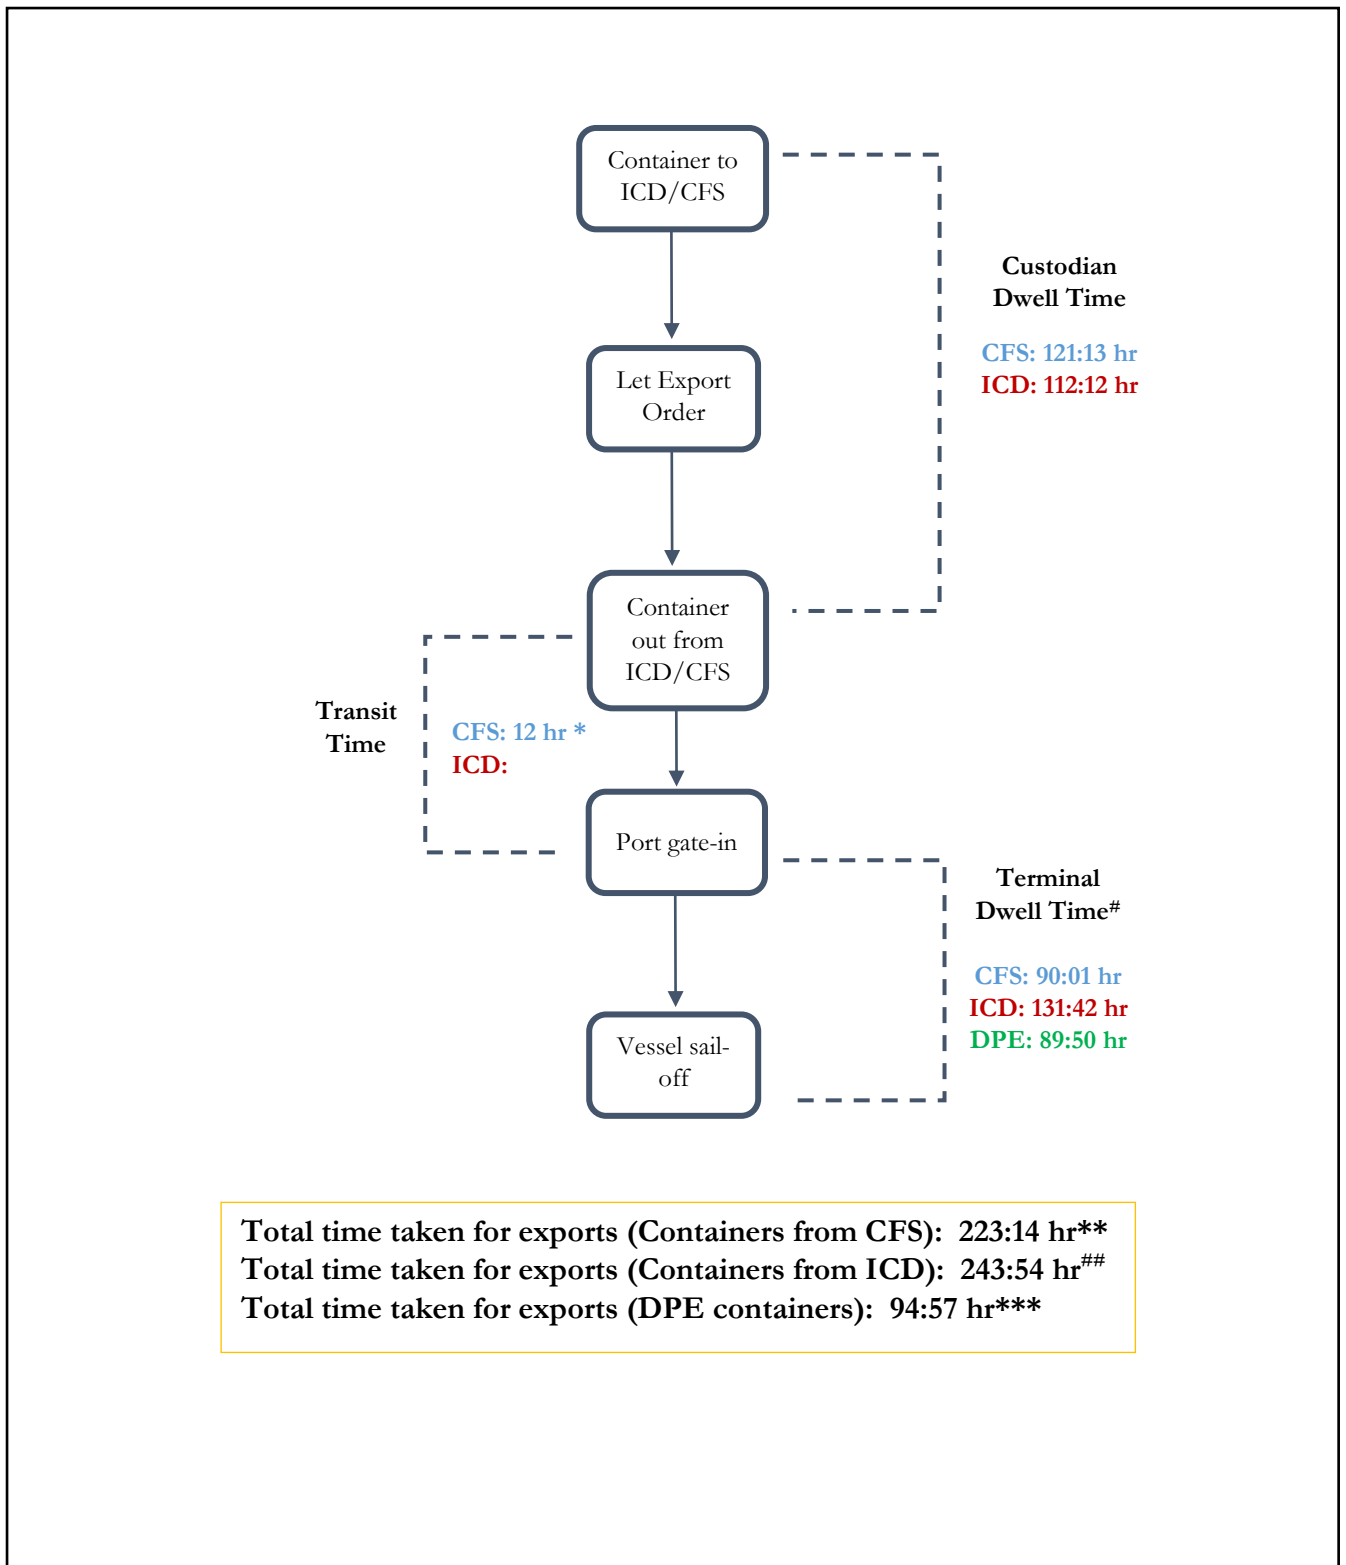 Container to
ICD/CFS
Custodian
Dwell Time
CFS: 121:13 hr
ICD: 112:12 hr
Let Export
Order
Container
out from
ICD/CFS
Transit
Time
CFS: 12 hr *
ICD:
Port gate-in
Terminal
Dwell Time#
CFS: 90:01 hr
ICD: 131:42 hr
DPE: 89:50 hr
Vessel sail-
off
Total time taken for exports (Containers from CFS): 223:14 hr**
Total time taken for exports (Containers from ICD): 243:54 hr##
Total time taken for exports (DPE containers): 94:57 hr***